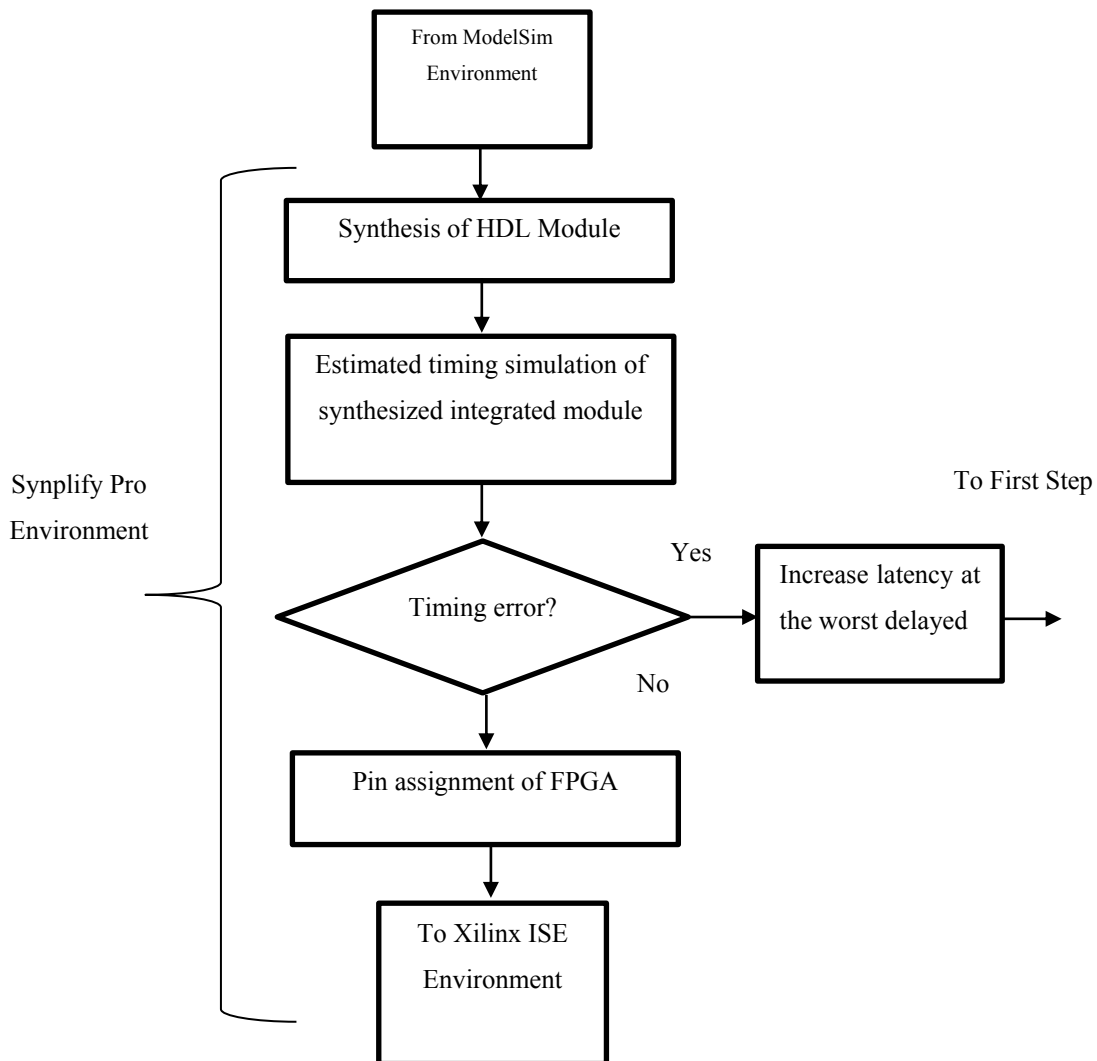 From ModelSim
Environment
Synthesis of HDL Module
Estimated timing simulation of
synthesized integrated module
Synplify Pro
Environment
To First Step
Yes
Timing error?
Increase latency at
the worst delayed
No
Pin assignment of FPGA
To Xilinx ISE
Environment